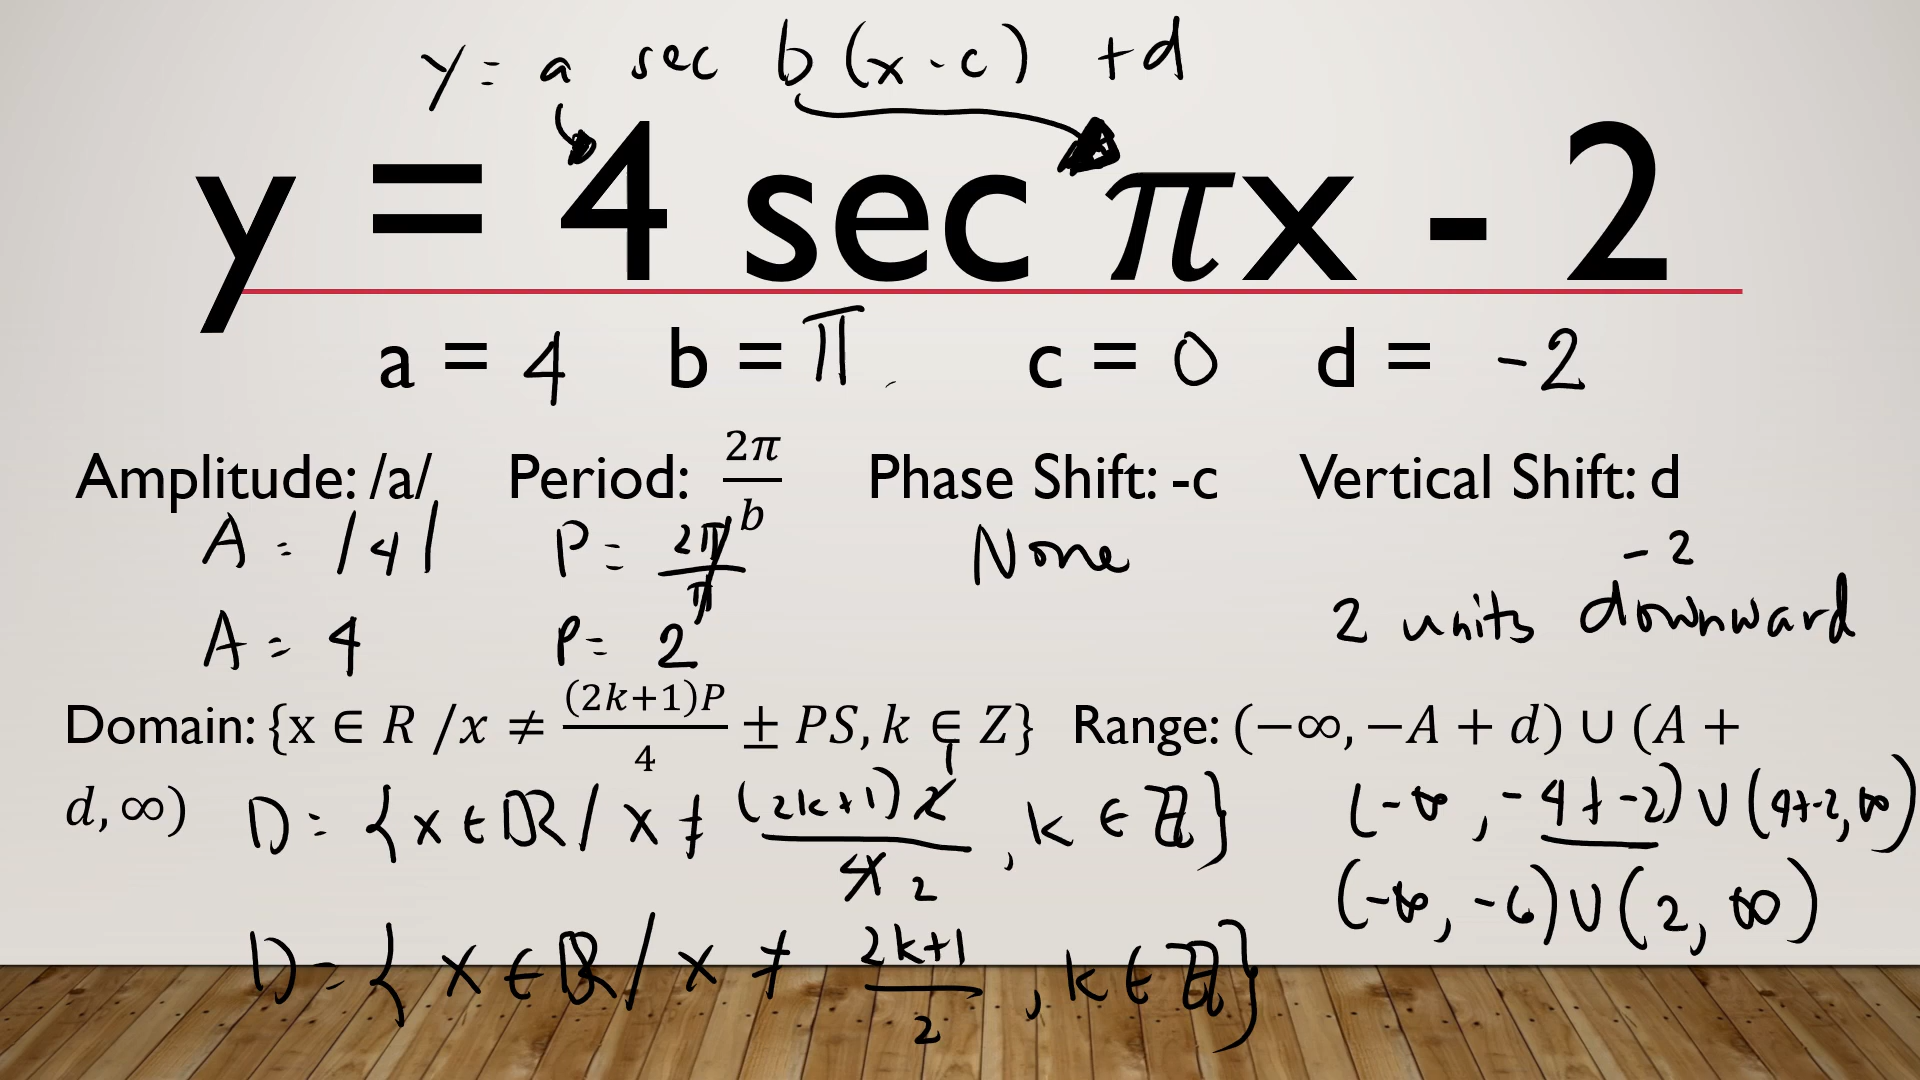 y = a sec b (x - c) + d
y = 4 sec πx - 2
a = 4 b = π c = 0 d = -2
Amplitude: /a/ Period: 2π/b Phase Shift: -c Vertical Shift: d
A = |4| P = 2π/π None -2
2 units downward
A = 4 P = 2
Domain: {x ∈ R /x ≠ (2k+1)P/4 ± PS, k ∈ Z} Range: (−∞, −A + d) ∪ (A +
d, ∞) D = {x ∈ ℝ / x ≠ (2k+1)2/4 2, k ∈ ℤ} (-∞, -4+-2) ∪ (4+-2, ∞)
1
(-∞, -6) ∪ (2, ∞)
D = {x ∈ ℝ / x ≠ 2k+1/2, k ∈ ℤ}